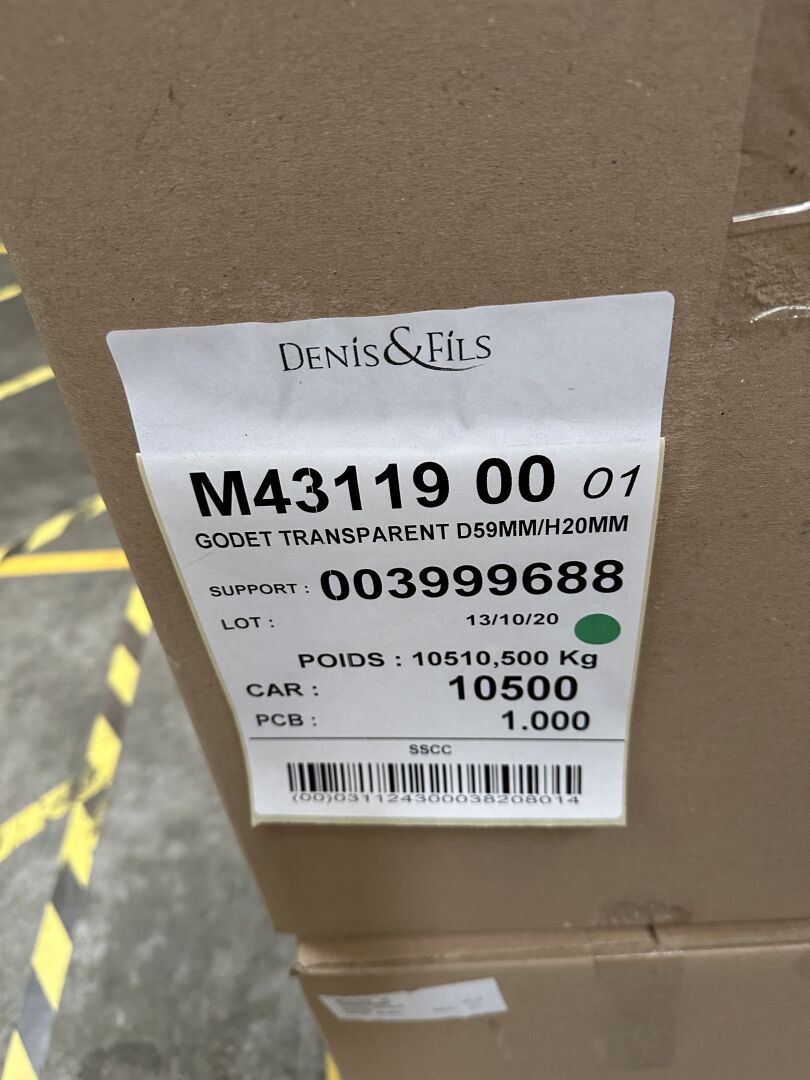 DENIS&FILS
M43119 00 01
GODET TRANSPARENT D59MM/H20MM
SUPPORT : 003999688
LOT : 13/10/20
POIDS : 10510,500 Kg
CAR : 10500
PCB : 1.000
SSCC
(00)031124300038208014